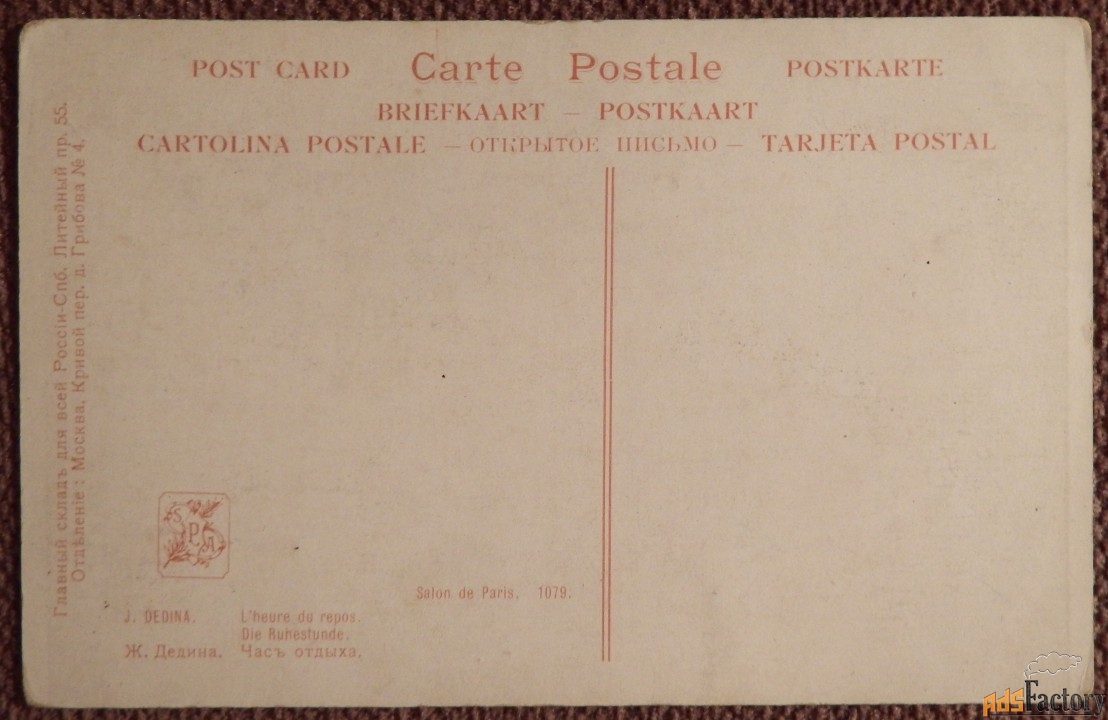 POST CARD Carte Postale POSTKARTE
BRIEFKAART – POSTKAART
CARTOLINA POSTALE – ОТКРЫТОЕ ПИСЬМО – TARJETA POSTAL
Главный складъ для всей Россіи-Спб. Литейный пр. 55.
Отдѣленіе : Москва, Кривой пер. д. Грибова № 4.
SPA
Salon de Paris. 1079.
J. DEDINA. L'heure du repos.
Die Ruhestunde.
Ж. Дедина. Часъ отдыхэ.
AdsFactory